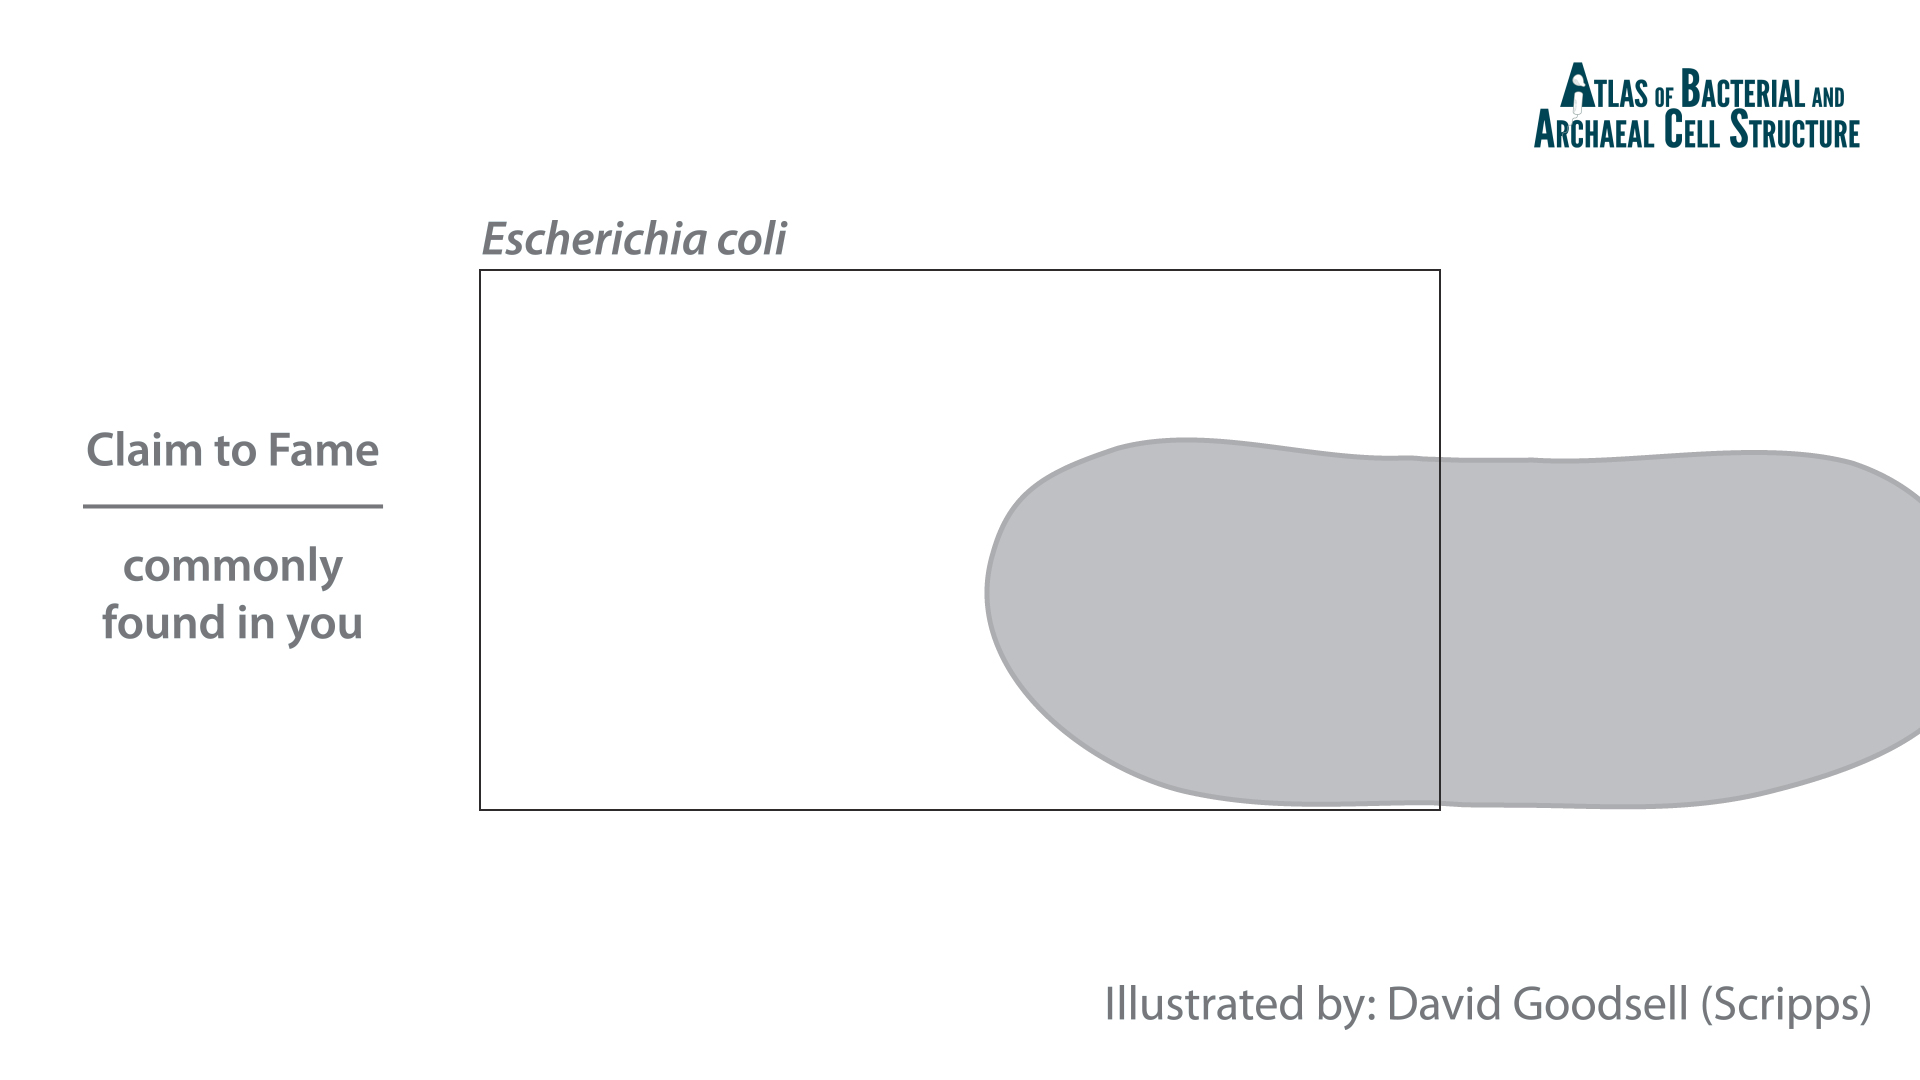 Atlas of Bacterial and
Archaeal Cell Structure
Escherichia coli
Claim to Fame
commonly
found in you
Illustrated by: David Goodsell (Scripps)